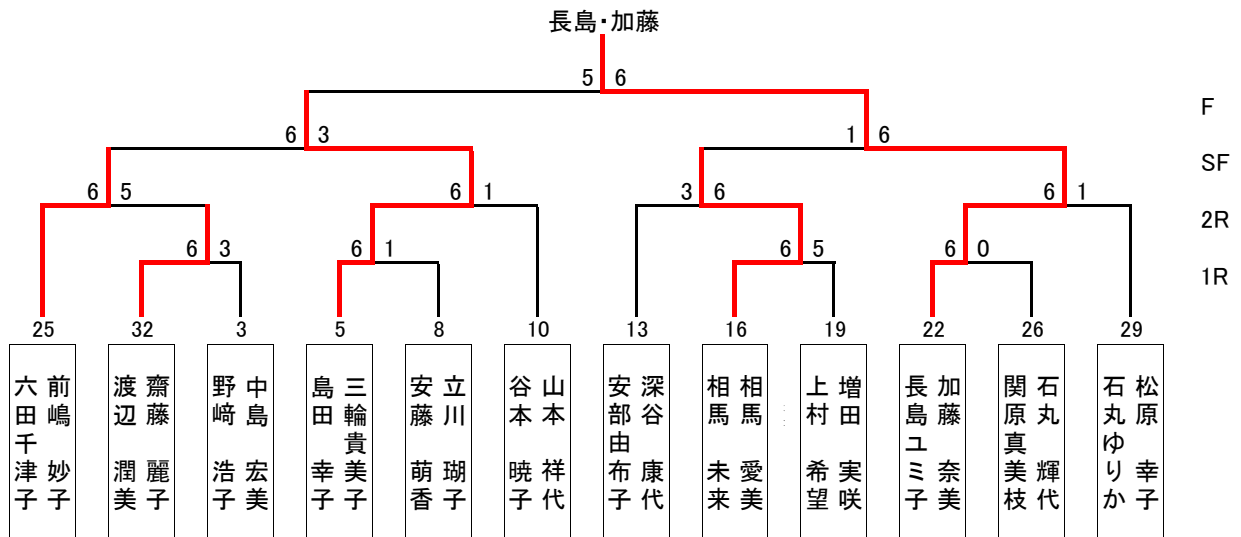 長島・加藤
5 6
F
6 3
1 6
SF
6 5
6 1
3 6
6 1
2R
6 3
6 1
6 5
6 0
1R
25 32 3 5 8 10 13 16 19 22 26 29
六田千津子
前嶋 妙子
渡辺 潤美
齋藤 麗子
野﨑 浩子
中島 宏美
島田 幸子
三輪貴美子
安藤 萌香
立川 瑚子
谷本 暁子
山本 祥代
安部由布子
深谷 康代
相馬 未来
相馬 愛美
上村 希望
増田 実咲
長島ユミ子
加藤 奈美
関原真美枝
石丸 輝代
石丸ゆりか
松原 幸子